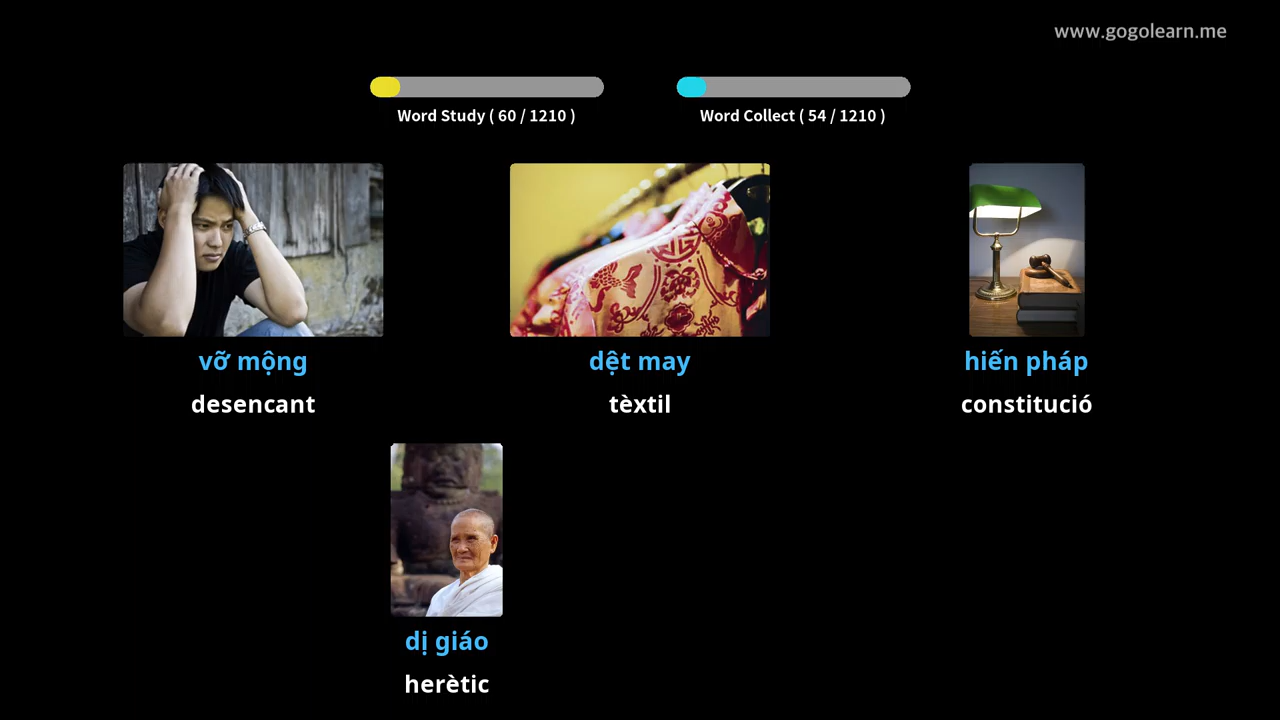 www.gogolearn.me
Word Study ( 60 / 1210 )
Word Collect ( 54 / 1210 )
vỡ mộng
desencant
dệt may
tèxtil
hiến pháp
constitució
dị giáo
herètic